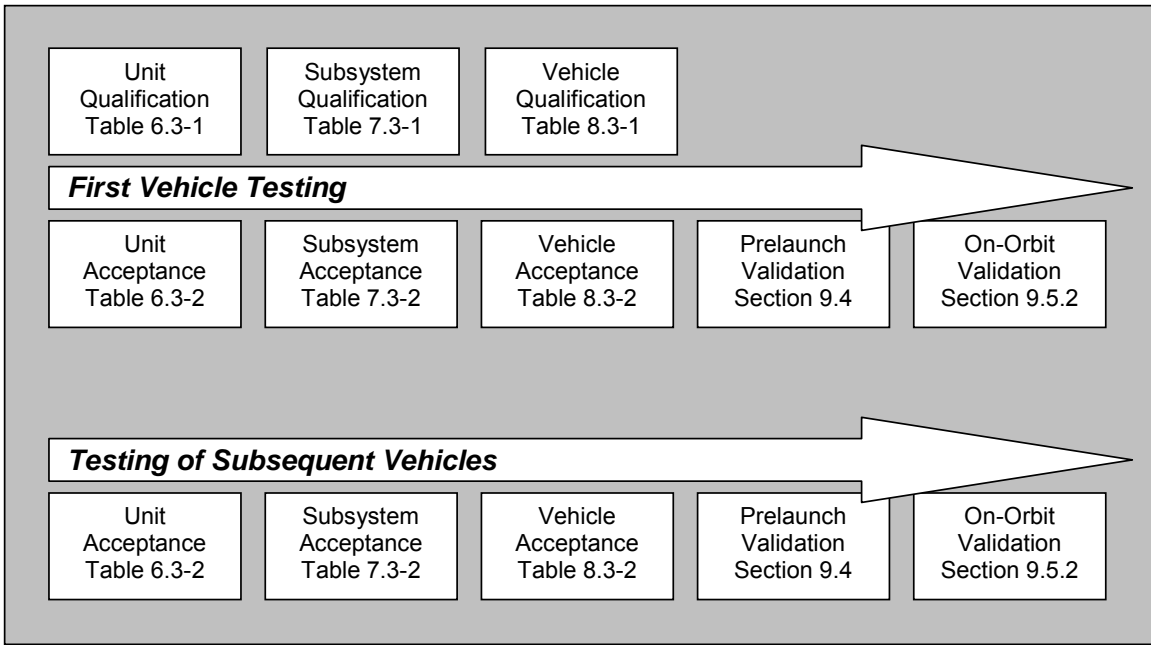 Unit
Qualification
Table 6.3-1
Subsystem
Qualification
Table 7.3-1
Vehicle
Qualification
Table 8.3-1
First Vehicle Testing
Unit
Acceptance
Table 6.3-2
Subsystem
Acceptance
Table 7.3-2
Vehicle
Acceptance
Table 8.3-2
Prelaunch
Validation
Section 9.4
On-Orbit
Validation
Section 9.5.2
Testing of Subsequent Vehicles
Unit
Acceptance
Table 6.3-2
Subsystem
Acceptance
Table 7.3-2
Vehicle
Acceptance
Table 8.3-2
Prelaunch
Validation
Section 9.4
On-Orbit
Validation
Section 9.5.2